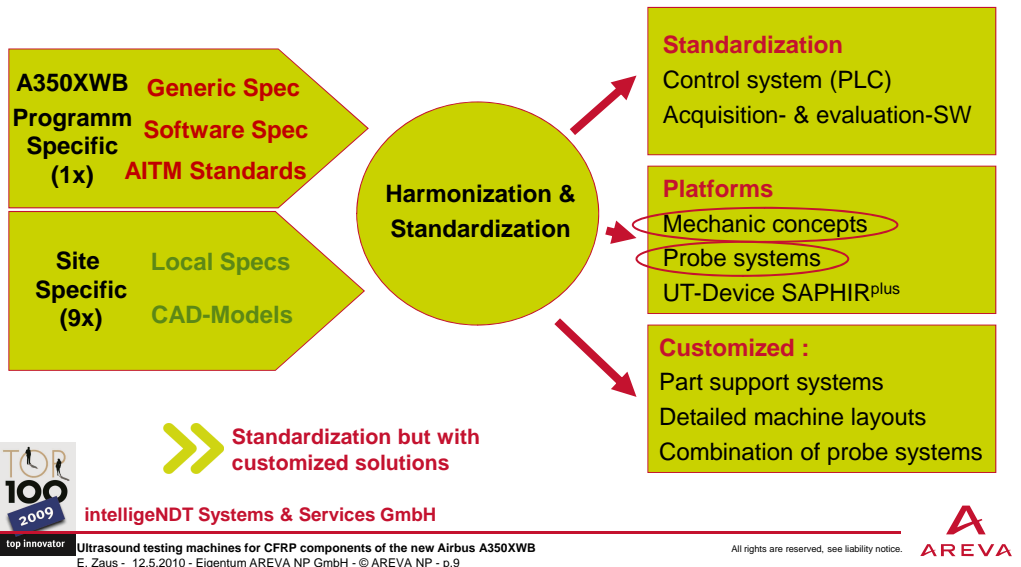 A350XWB
Programm
Specific
(1x)
Generic Spec
Software Spec
AITM Standards
Site
Specific
(9x)
Local Specs
CAD-Models
Harmonization &
Standardization
Standardization
Control system (PLC)
Acquisition- & evaluation-SW
Platforms
Mechanic concepts
Probe systems
UT-Device SAPHIRplus
Customized :
Part support systems
Detailed machine layouts
Combination of probe systems
Standardization but with
customized solutions
TOP
100
2009
top innovator
intelligeNDT Systems & Services GmbH
Ultrasound testing machines for CFRP components of the new Airbus A350XWB
E. Zaus - 12.5.2010 - Eigentum AREVA NP GmbH - © AREVA NP - p.9
All rights are reserved, see liability notice.
AREVA